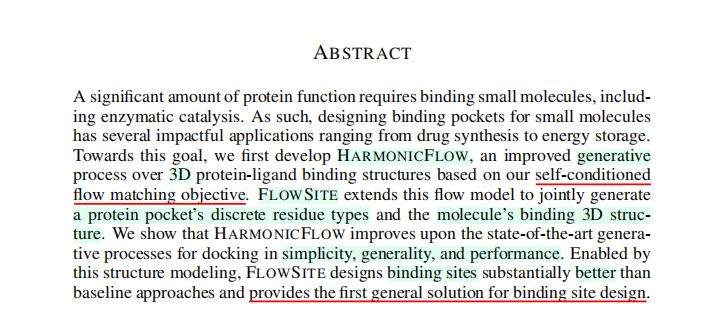 ABSTRACT
A significant amount of protein function requires binding small molecules, includ-
ing enzymatic catalysis. As such, designing binding pockets for small molecules
has several impactful applications ranging from drug synthesis to energy storage.
Towards this goal, we first develop HARMONICFLOW, an improved generative
process over 3D protein-ligand binding structures based on our self-conditioned
flow matching objective. FLOWSITE extends this flow model to jointly generate
a protein pocket's discrete residue types and the molecule's binding 3D struc-
ture. We show that HARMONICFLOW improves upon the state-of-the-art genera-
tive processes for docking in simplicity, generality, and performance. Enabled by
this structure modeling, FLOWSITE designs binding sites substantially better than
baseline approaches and provides the first general solution for binding site design.